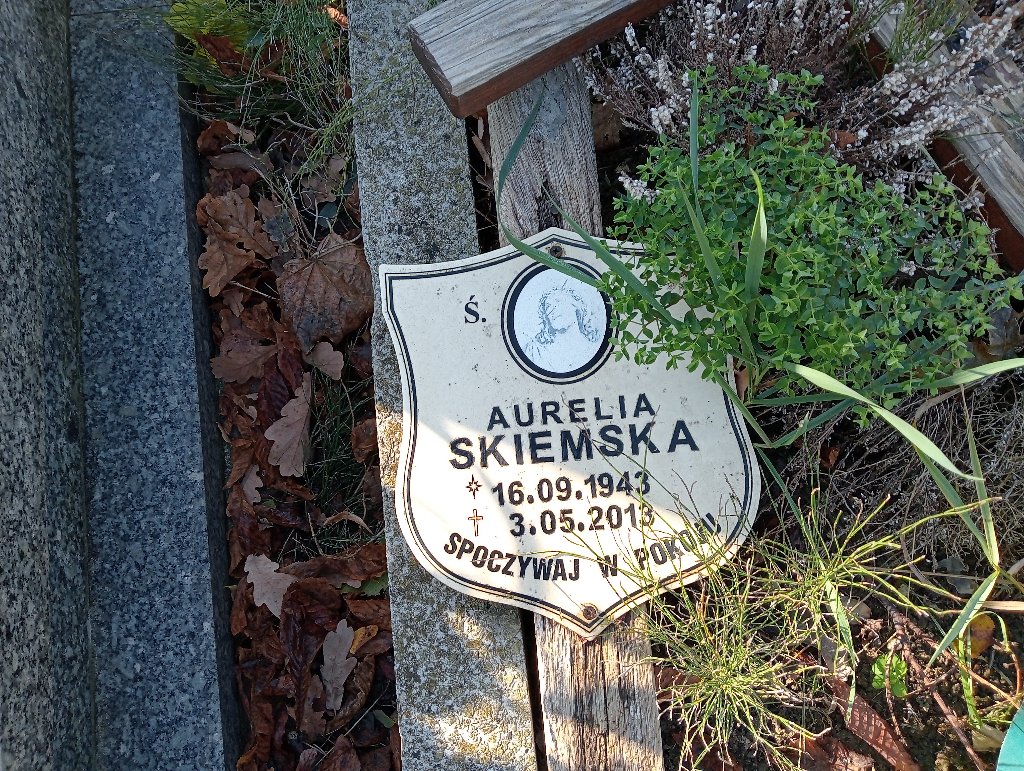 Ś.
AURELIA
SKIEMSKA
16.09.1943
3.05.2013
SPOCZYWAJ W POKOJU